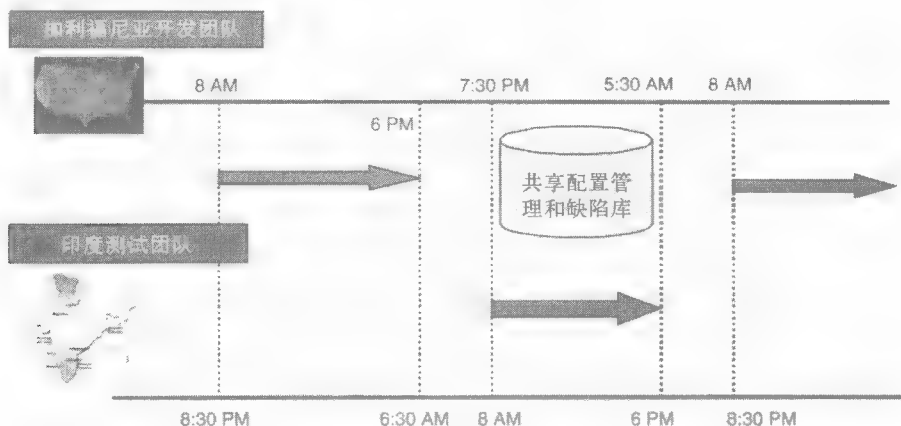 加利福尼亚开发团队
8 AM
7:30 PM
5:30 AM
8 AM
6 PM
共享配置管
理和缺陷库
印度测试团队
8:30 PM
6:30 AM
8 AM
6 PM
8:30 PM